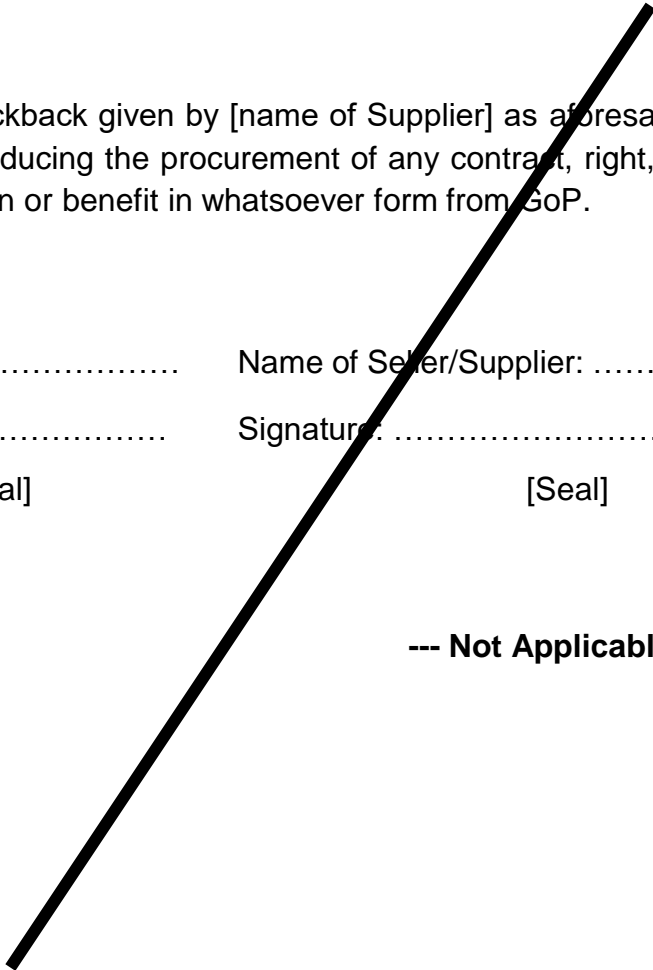 ckback given by [name of Supplier] as aforesa
ducing the procurement of any contract, right,
n or benefit in whatsoever form from GoP.
……………… Name of Seller/Supplier: ……
……………… Signature: ………………………
al] [Seal]
--- Not Applicabl